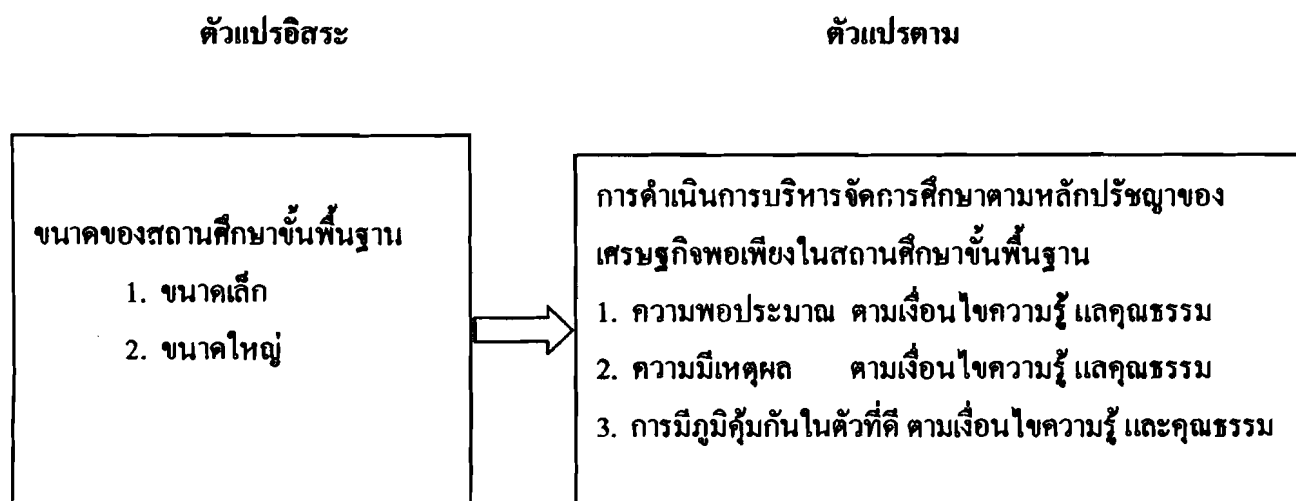 ตัวแปรอิสระ
ตัวแปรตาม
ขนาดของสถานศึกษาขั้นพื้นฐาน
1. ขนาดเล็ก
2. ขนาดใหญ่
การดำเนินการบริหารจัดการศึกษาตามหลักปรัชญาของ
เศรษฐกิจพอเพียงในสถานศึกษาขั้นพื้นฐาน
1. ความพอประมาณ ตามเงื่อนไขความรู้ แลคุณธรรม
2. ความมีเหตุผล ตามเงื่อนไขความรู้ แลคุณธรรม
3. การมีภูมิคุ้มกันในตัวที่ดี ตามเงื่อนไขความรู้ และคุณธรรม